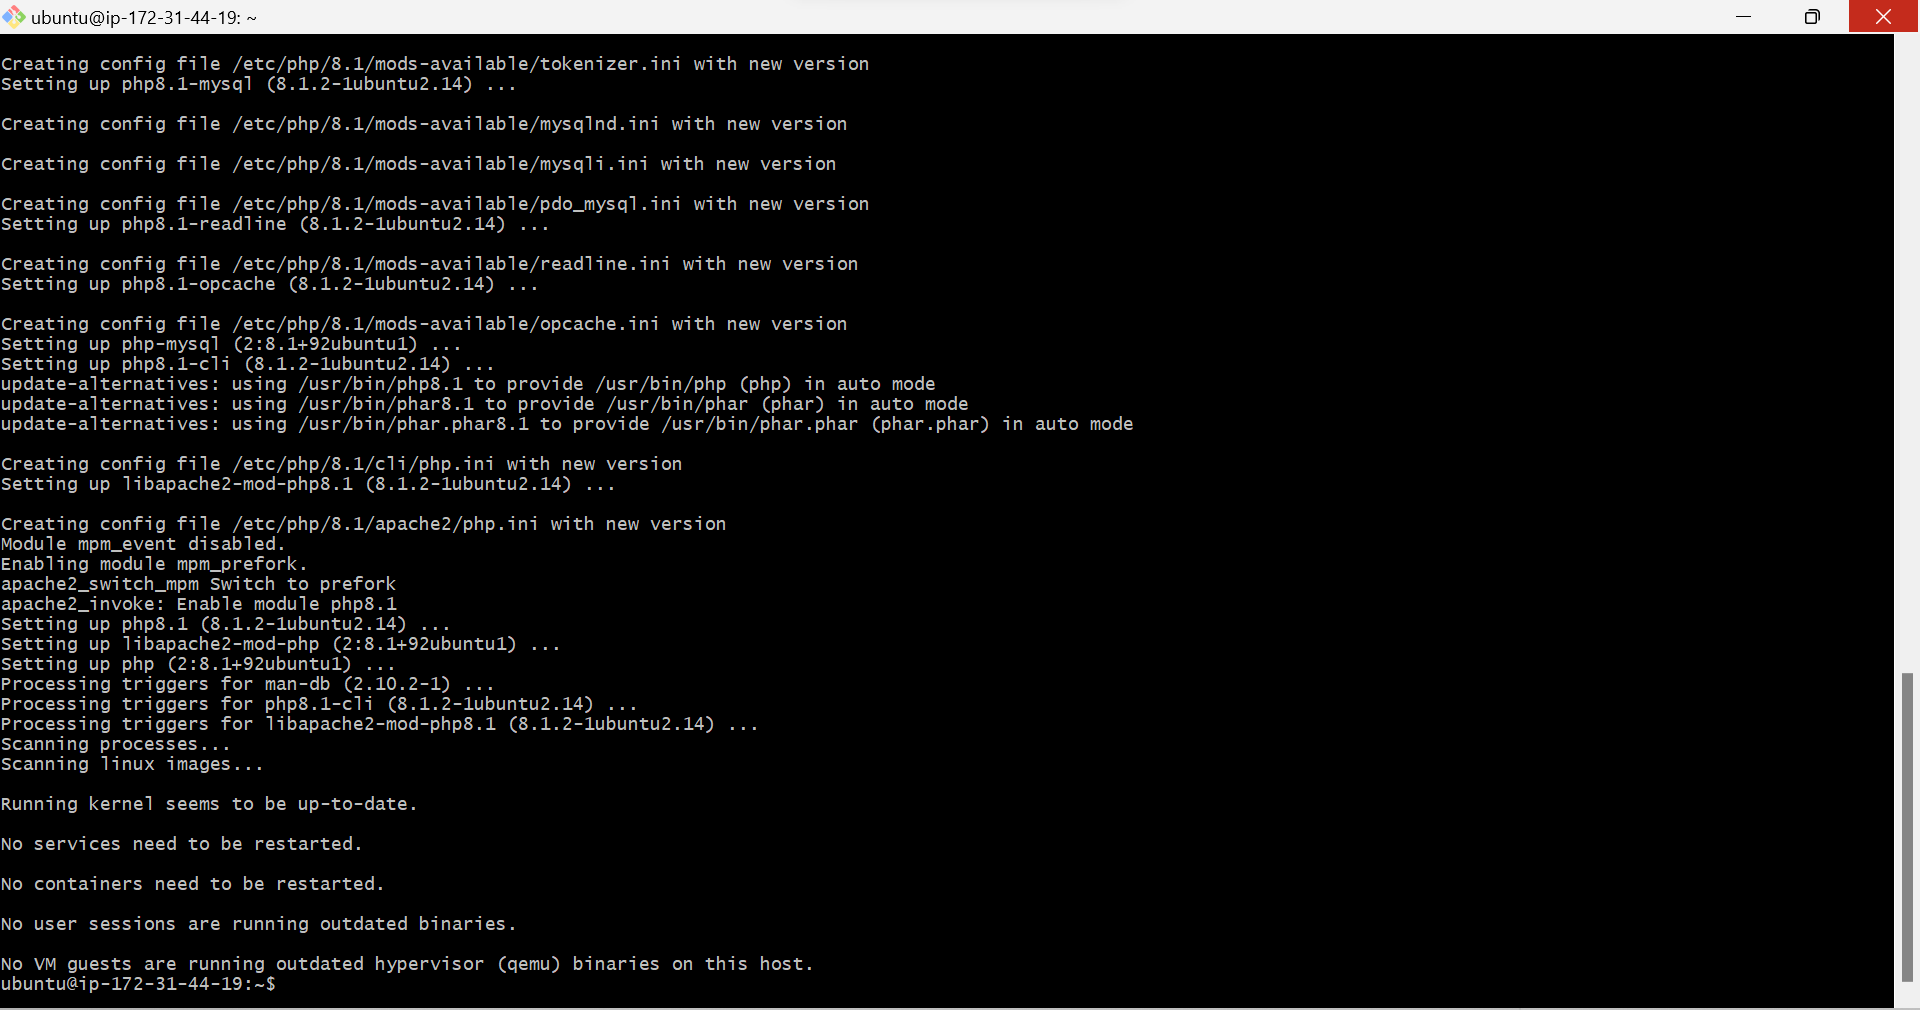 ubuntu@ip-172-31-44-19: ~
Creating config file /etc/php/8.1/mods-available/tokenizer.ini with new version
Setting up php8.1-mysql (8.1.2-1ubuntu2.14) ...
Creating config file /etc/php/8.1/mods-available/mysqlnd.ini with new version
Creating config file /etc/php/8.1/mods-available/mysqli.ini with new version
Creating config file /etc/php/8.1/mods-available/pdo_mysql.ini with new version
Setting up php8.1-readline (8.1.2-1ubuntu2.14) ...
Creating config file /etc/php/8.1/mods-available/readline.ini with new version
Setting up php8.1-opcache (8.1.2-1ubuntu2.14) ...
Creating config file /etc/php/8.1/mods-available/opcache.ini with new version
Setting up php-mysql (2:8.1+92ubuntu1) ...
Setting up php8.1-cli (8.1.2-1ubuntu2.14) ...
update-alternatives: using /usr/bin/php8.1 to provide /usr/bin/php (php) in auto mode
update-alternatives: using /usr/bin/phar8.1 to provide /usr/bin/phar (phar) in auto mode
update-alternatives: using /usr/bin/phar.phar8.1 to provide /usr/bin/phar.phar (phar.phar) in auto mode
Creating config file /etc/php/8.1/cli/php.ini with new version
Setting up libapache2-mod-php8.1 (8.1.2-1ubuntu2.14) ...
Creating config file /etc/php/8.1/apache2/php.ini with new version
Module mpm_event disabled.
Enabling module mpm_prefork.
apache2_switch_mpm Switch to prefork
apache2_invoke: Enable module php8.1
Setting up php8.1 (8.1.2-1ubuntu2.14) ...
Setting up libapache2-mod-php (2:8.1+92ubuntu1) ...
Setting up php (2:8.1+92ubuntu1) ...
Processing triggers for man-db (2.10.2-1) ...
Processing triggers for php8.1-cli (8.1.2-1ubuntu2.14) ...
Processing triggers for libapache2-mod-php8.1 (8.1.2-1ubuntu2.14) ...
Scanning processes...
Scanning linux images...
Running kernel seems to be up-to-date.
No services need to be restarted.
No containers need to be restarted.
No user sessions are running outdated binaries.
No VM guests are running outdated hypervisor (qemu) binaries on this host.
ubuntu@ip-172-31-44-19:~$